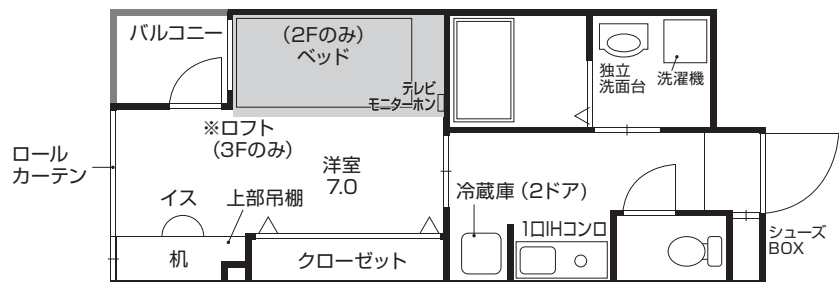 バルコニー
(2Fのみ)
ベッド
テレビ
モニターホン
独立
洗面台
洗濯機
※ロフト
(3Fのみ)
ロール
カーテン
洋室
7.0
冷蔵庫(2ドア)
イス
上部吊棚
1口IHコンロ
シューズ
BOX
机
クローゼット